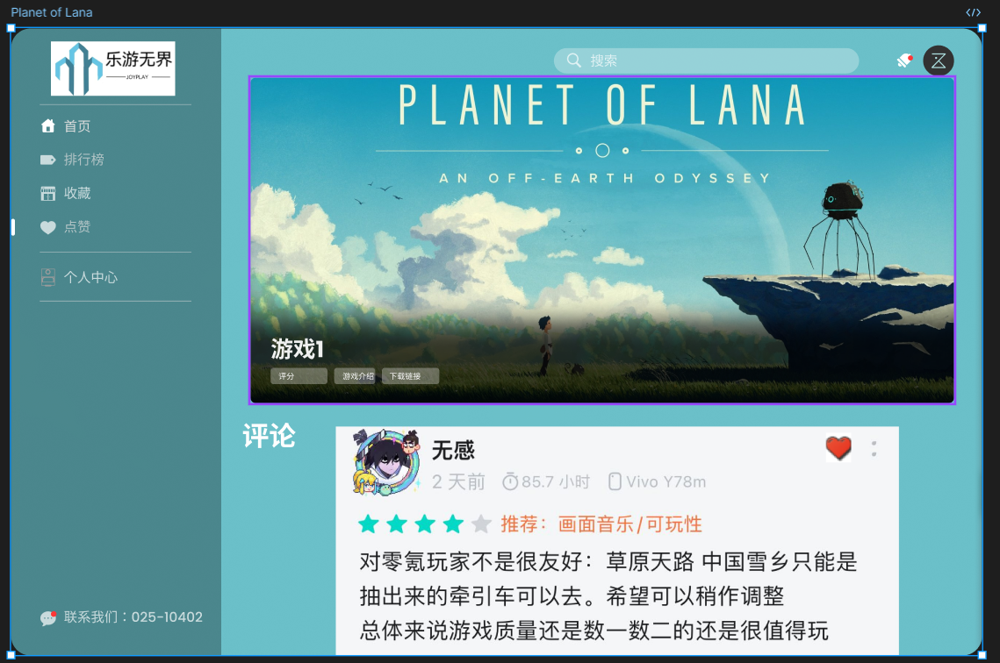 Planet of Lana
</>
乐游无界
JOYPLAY
搜索
首页
排行榜
收藏
点赞
个人中心
联系我们：025-10402
PLANET OF LANA
AN OFF-EARTH ODYSSEY
游戏1
评分
游戏介绍
下载链接
评论
无感
2 天前 85.7 小时 Vivo Y78m
推荐：画面音乐/可玩性
对零氪玩家不是很友好：草原天路 中国雪乡只能是
抽出来的牵引车可以去。希望可以稍作调整
总体来说游戏质量还是数一数二的还是很值得玩